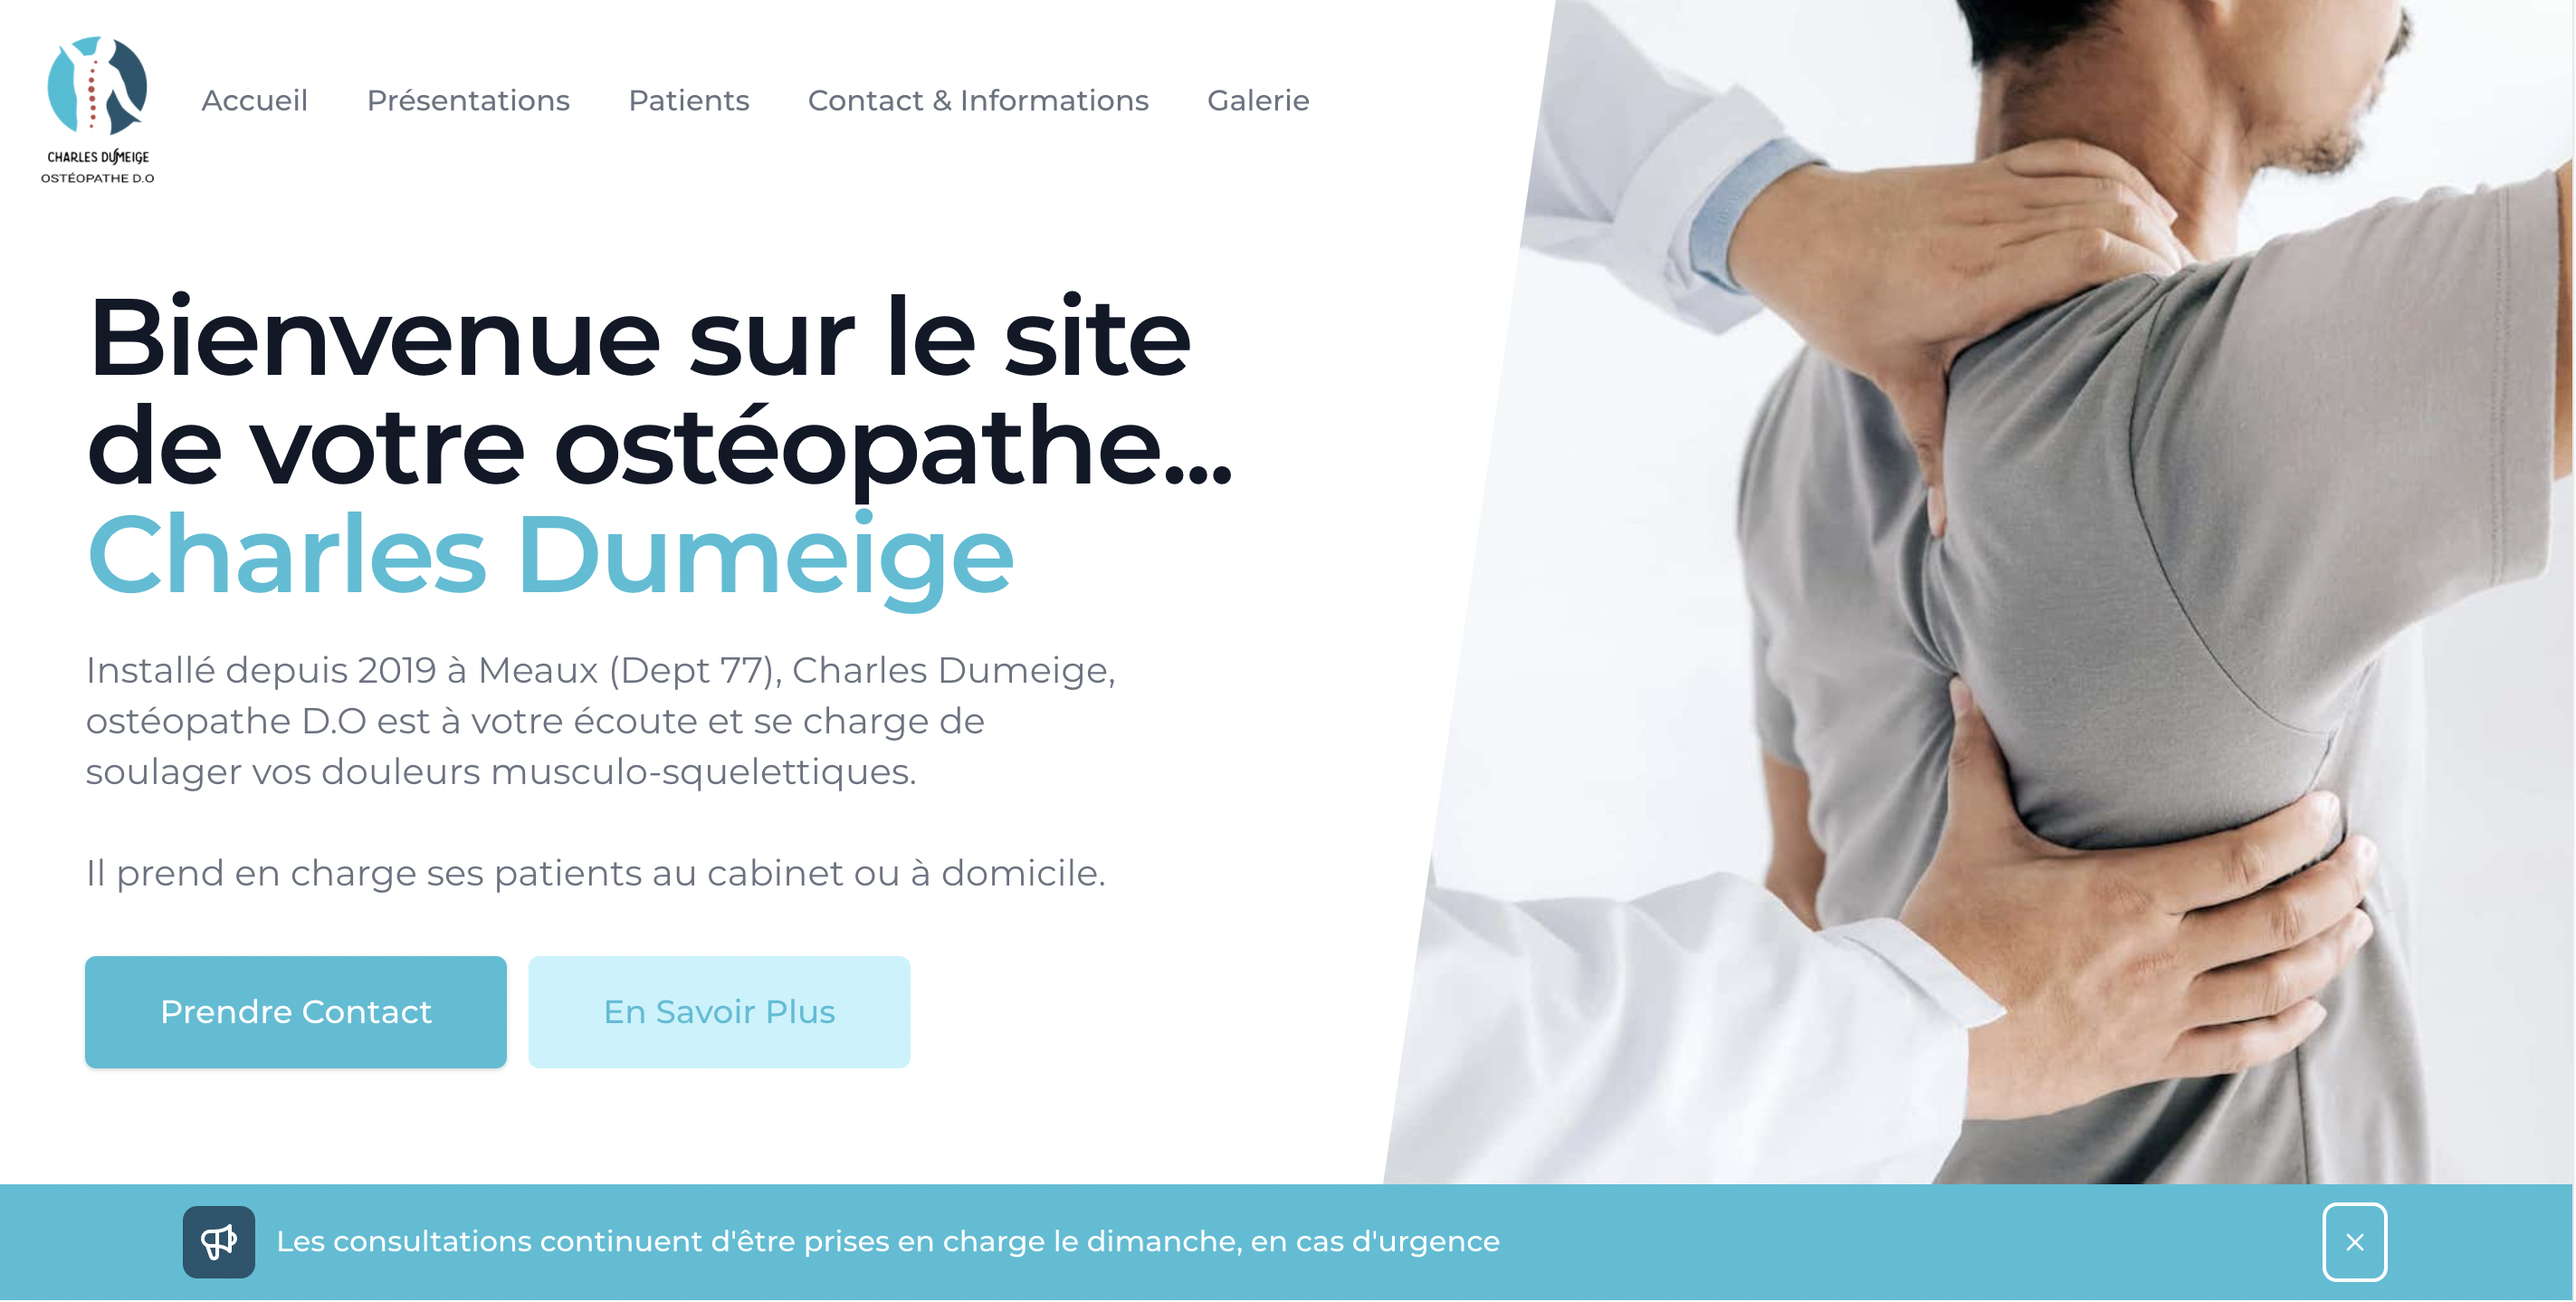 CHARLES DUMEIGE
OSTÉOPATHE D.O
Accueil
Présentations
Patients
Contact & Informations
Galerie
Bienvenue sur le site
de votre ostéopathe...
Charles Dumeige
Installé depuis 2019 à Meaux (Dept 77), Charles Dumeige,
ostéopathe D.O est à votre écoute et se charge de
soulager vos douleurs musculo-squelettiques.
Il prend en charge ses patients au cabinet ou à domicile.
Prendre Contact
En Savoir Plus
Les consultations continuent d'être prises en charge le dimanche, en cas d'urgence